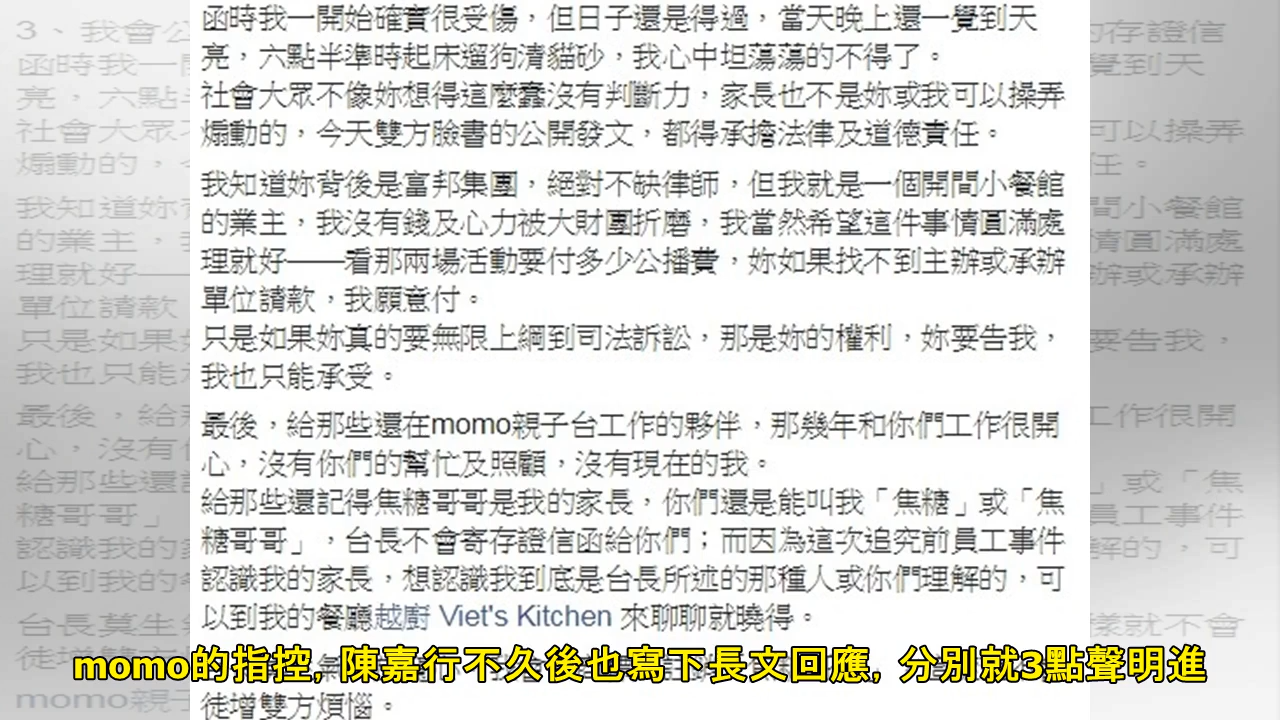 函時我一開始確實很受傷，但日子還是得過，當天晚上還一覺到天
亮，六點半準時起床遛狗清貓砂，我心中坦蕩蕩的不得了。
社會大眾不像妳想得這麼蠢沒有判斷力，家長也不是妳或我可以操弄
煽動的，今天雙方臉書的公開發文，都得承擔法律及道德責任。
我知道妳背後是富邦集團，絕對不缺律師，但我就是一個開間小餐館
的業主，我沒有錢及心力被大財團折磨，我當然希望這件事情圓滿處
理就好——看那兩場活動要付多少公播費，妳如果找不到主辦或承辦
單位請款，我願意付。
只是如果妳真的要無限上綱到司法訴訟，那是妳的權利，妳要告我，
我也只能承受。
最後，給那些還在momo親子台工作的夥伴，那幾年和你們工作很開
心，沒有你們的幫忙及照顧，沒有現在的我。
給那些還記得焦糖哥哥是我的家長，你們還是能叫我「焦糖」或「焦
糖哥哥」，台長不會寄存證信函給你們；而因為這次追究前員工事件
認識我的家長，想認識我到底是台長所述的那種人或你們理解的，可
以到我的餐廳越廚 Viet's Kitchen 來聊聊就曉得。
momo的指控, 陳嘉行不久後也寫下長文回應, 分別就3點聲明進
徒增雙方煩惱。